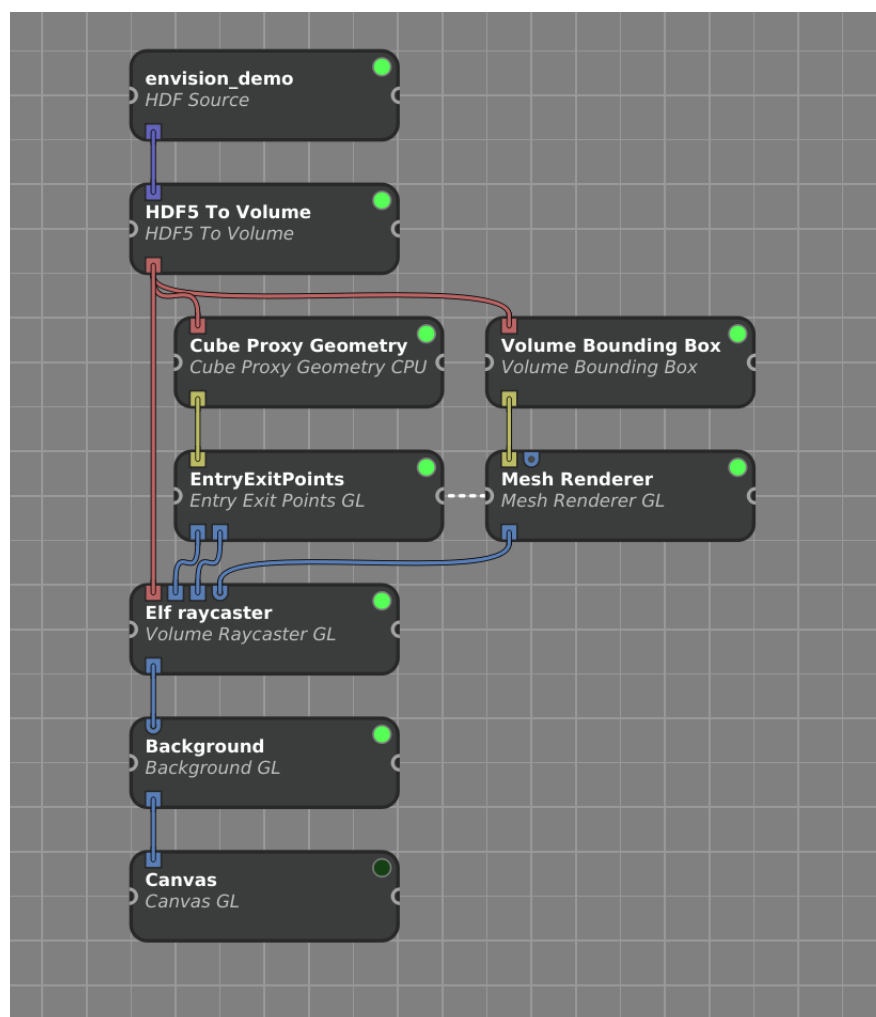 envision_demo
HDF Source
HDF5 To Volume
HDF5 To Volume
Cube Proxy Geometry
Cube Proxy Geometry CPU
Volume Bounding Box
Volume Bounding Box
EntryExitPoints
Entry Exit Points GL
Mesh Renderer
Mesh Renderer GL
Elf raycaster
Volume Raycaster GL
Background
Background GL
Canvas
Canvas GL